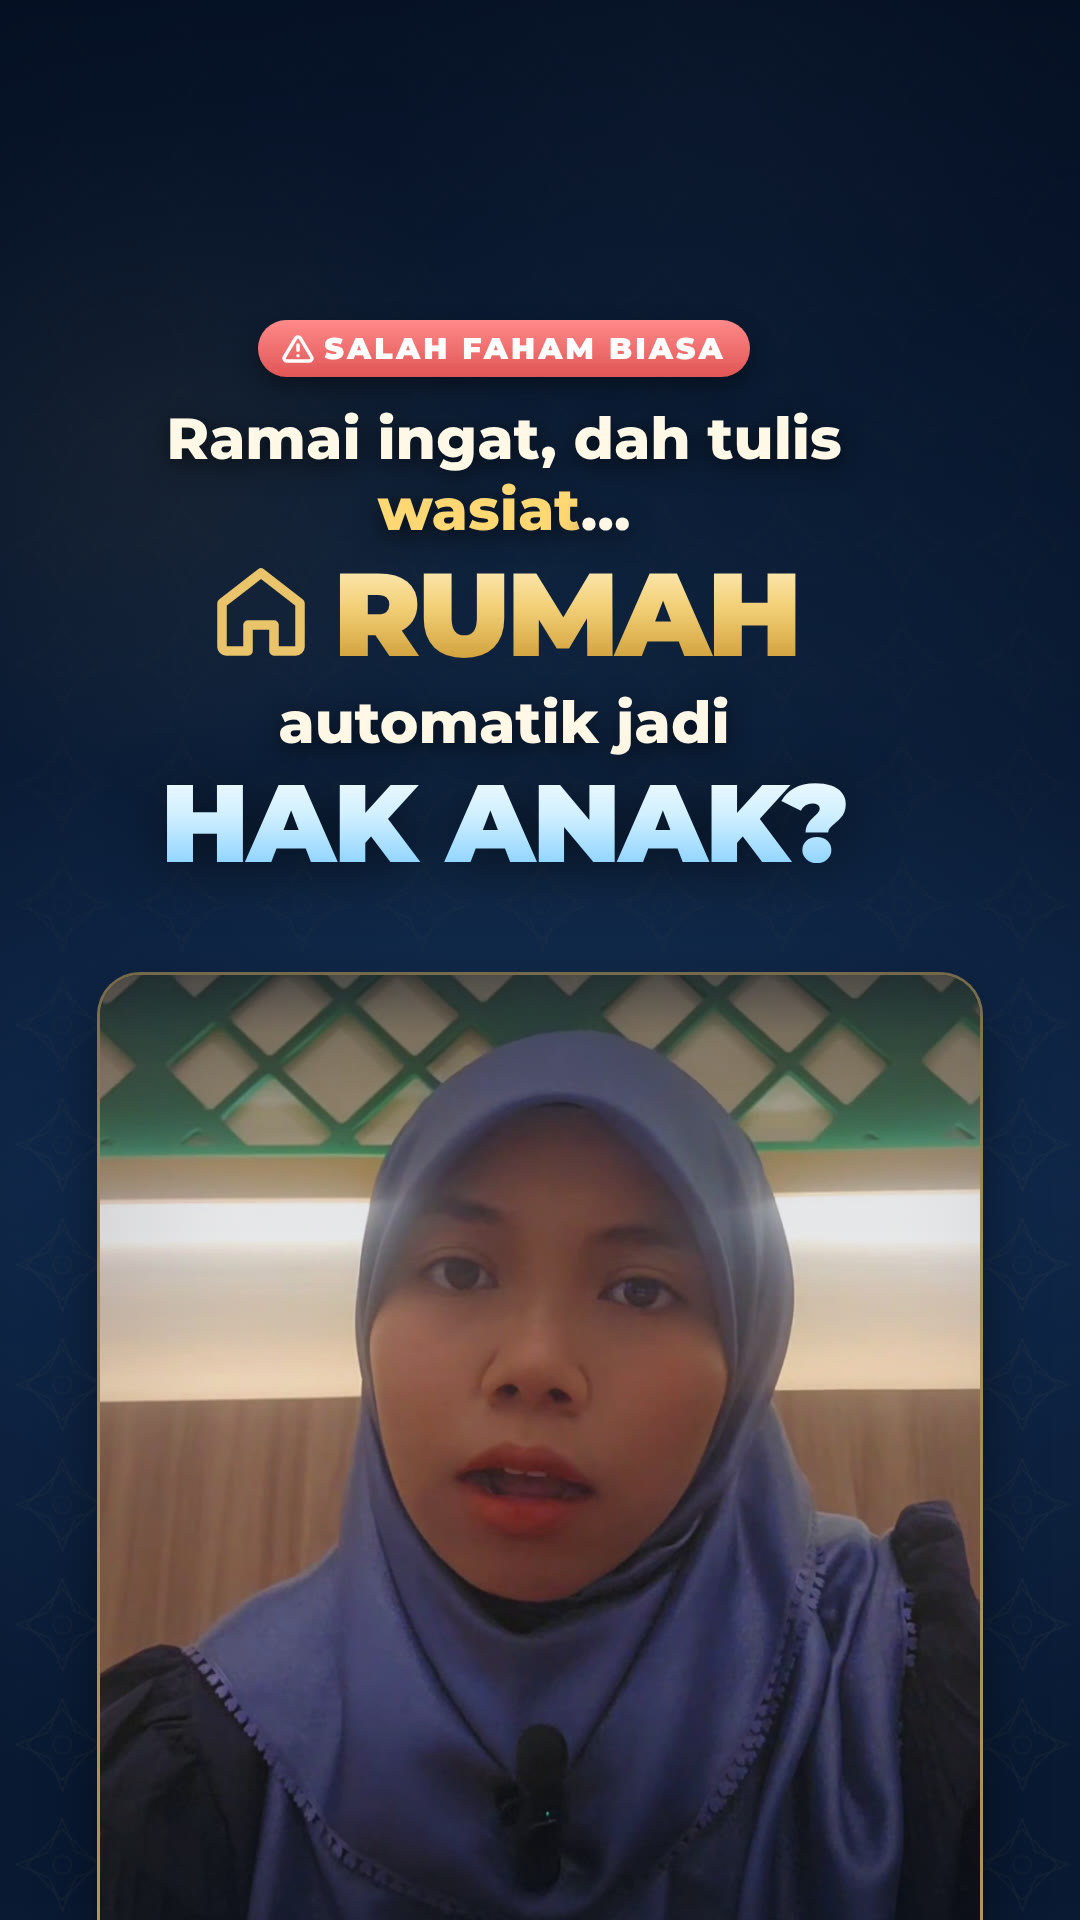 SALAH FAHAM BIASA
Ramai ingat, dah tulis
wasiat...
RUMAH
automatik jadi
HAK ANAK?